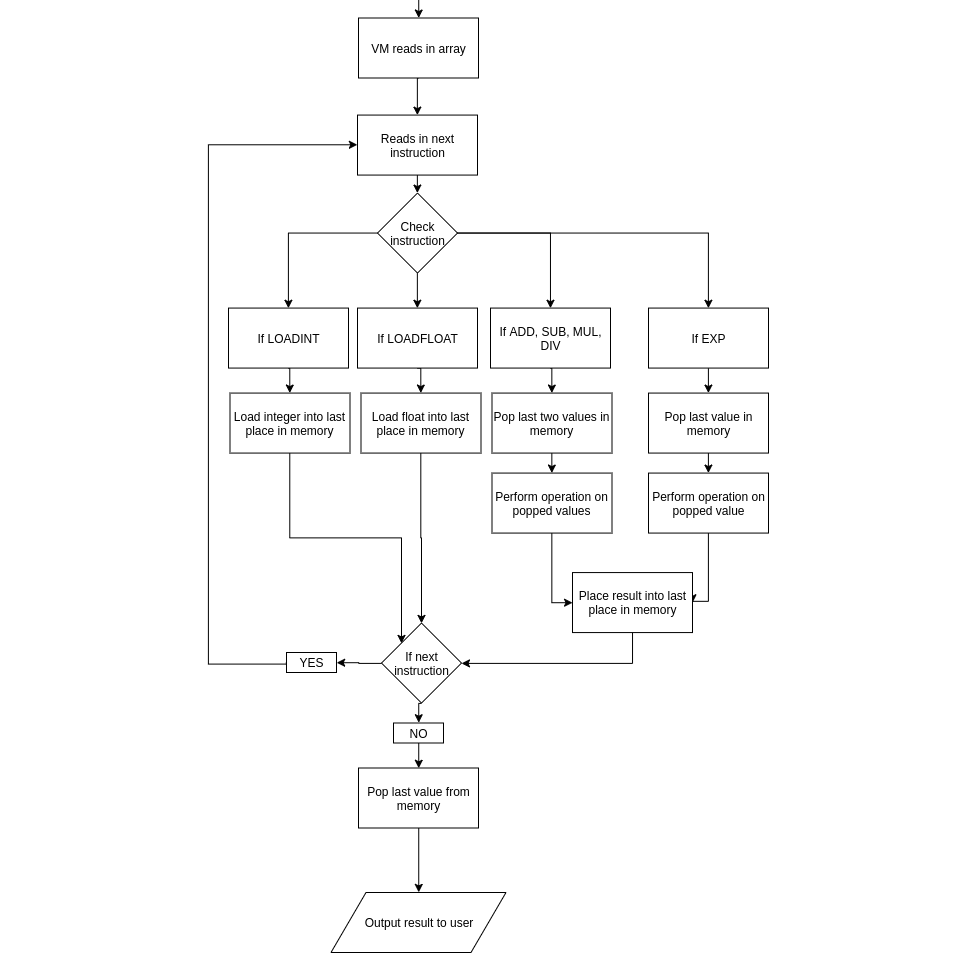 VM reads in array
Reads in next
instruction
Check
instruction
If LOADINT
If LOADFLOAT
If ADD, SUB, MUL,
DIV
If EXP
Load integer into last
place in memory
Load float into last
place in memory
Pop last two values in
memory
Pop last value in
memory
Perform operation on
popped values
Perform operation on
popped value
Place result into last
place in memory
If next
instruction
YES
NO
Pop last value from
memory
Output result to user